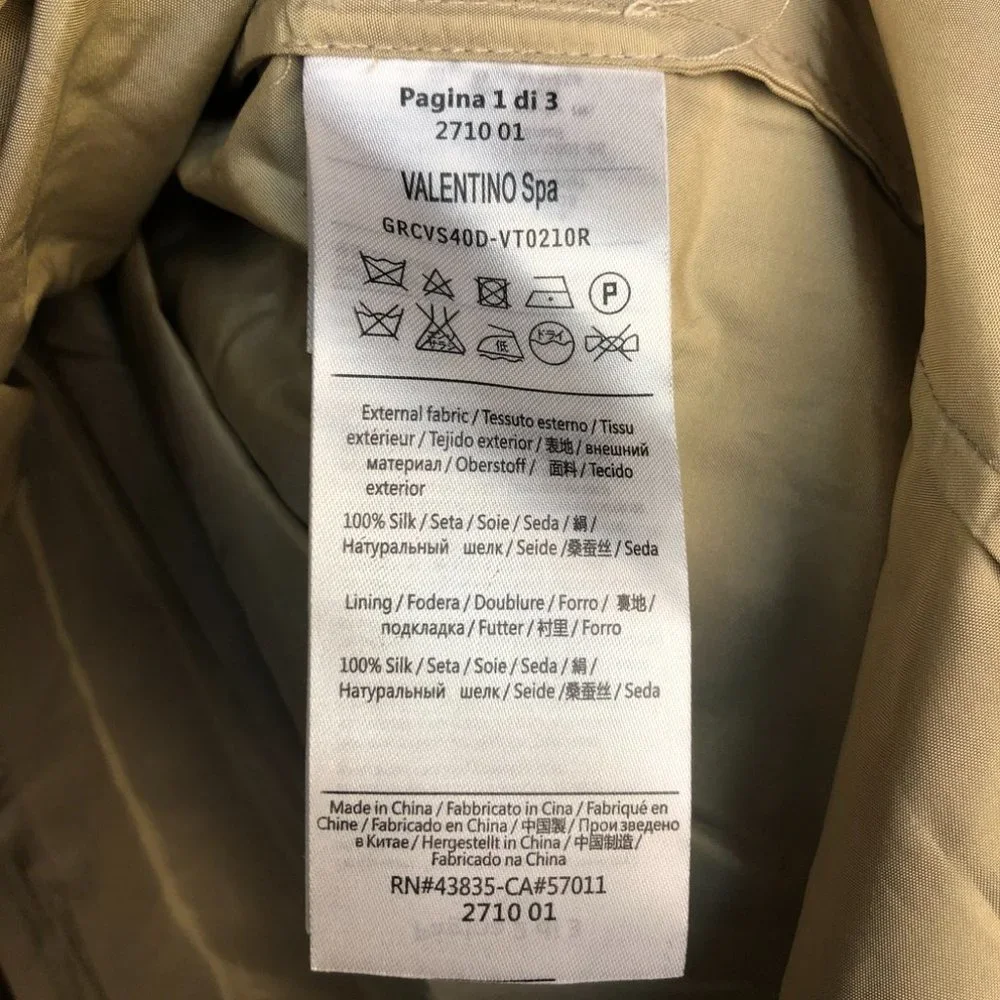 Pagina 1 di 3
2710 01
VALENTINO Spa
GRCVS40D-VT0210R
P
低 ドライ
External fabric / Tessuto esterno / Tissu
extérieur / Tejido exterior / 表地 / внешний
материал / Oberstoff / 面料 / Tecido
exterior
100% Silk / Seta / Soie / Seda / 絹 /
Натуральный шелк / Seide /桑蚕丝 / Seda
Lining / Fodera / Doublure / Forro / 裏地 /
подкладка / Futter / 衬里 / Forro
100% Silk / Seta / Soie / Seda / 絹 /
Натуральный шелк / Seide /桑蚕丝 / Seda
Made in China / Fabbricato in Cina / Fabriqué en
Chine / Fabricado en China / 中国製 / Произведено
в Китае / Hergestellt in China / 中国制造 /
Fabricado na China
RN#43835-CA#57011
2710 01